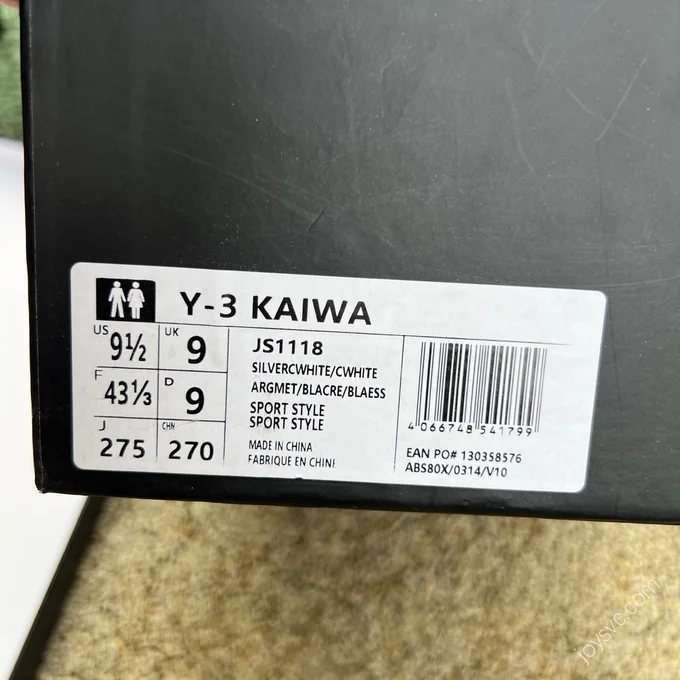 Y-3 KAIWA
US 9½ UK 9
F 43⅓ D 9
J 275 CHN 270
JS1118
SILVERCWHITE/CWHITE
ARGMET/BLACRE/BLAESS
SPORT STYLE
SPORT STYLE
MADE IN CHINA
FABRIQUE EN CHINE
4 066748 541799
EAN PO# 130358576
ABS80X/0314/V10
joysvc.com